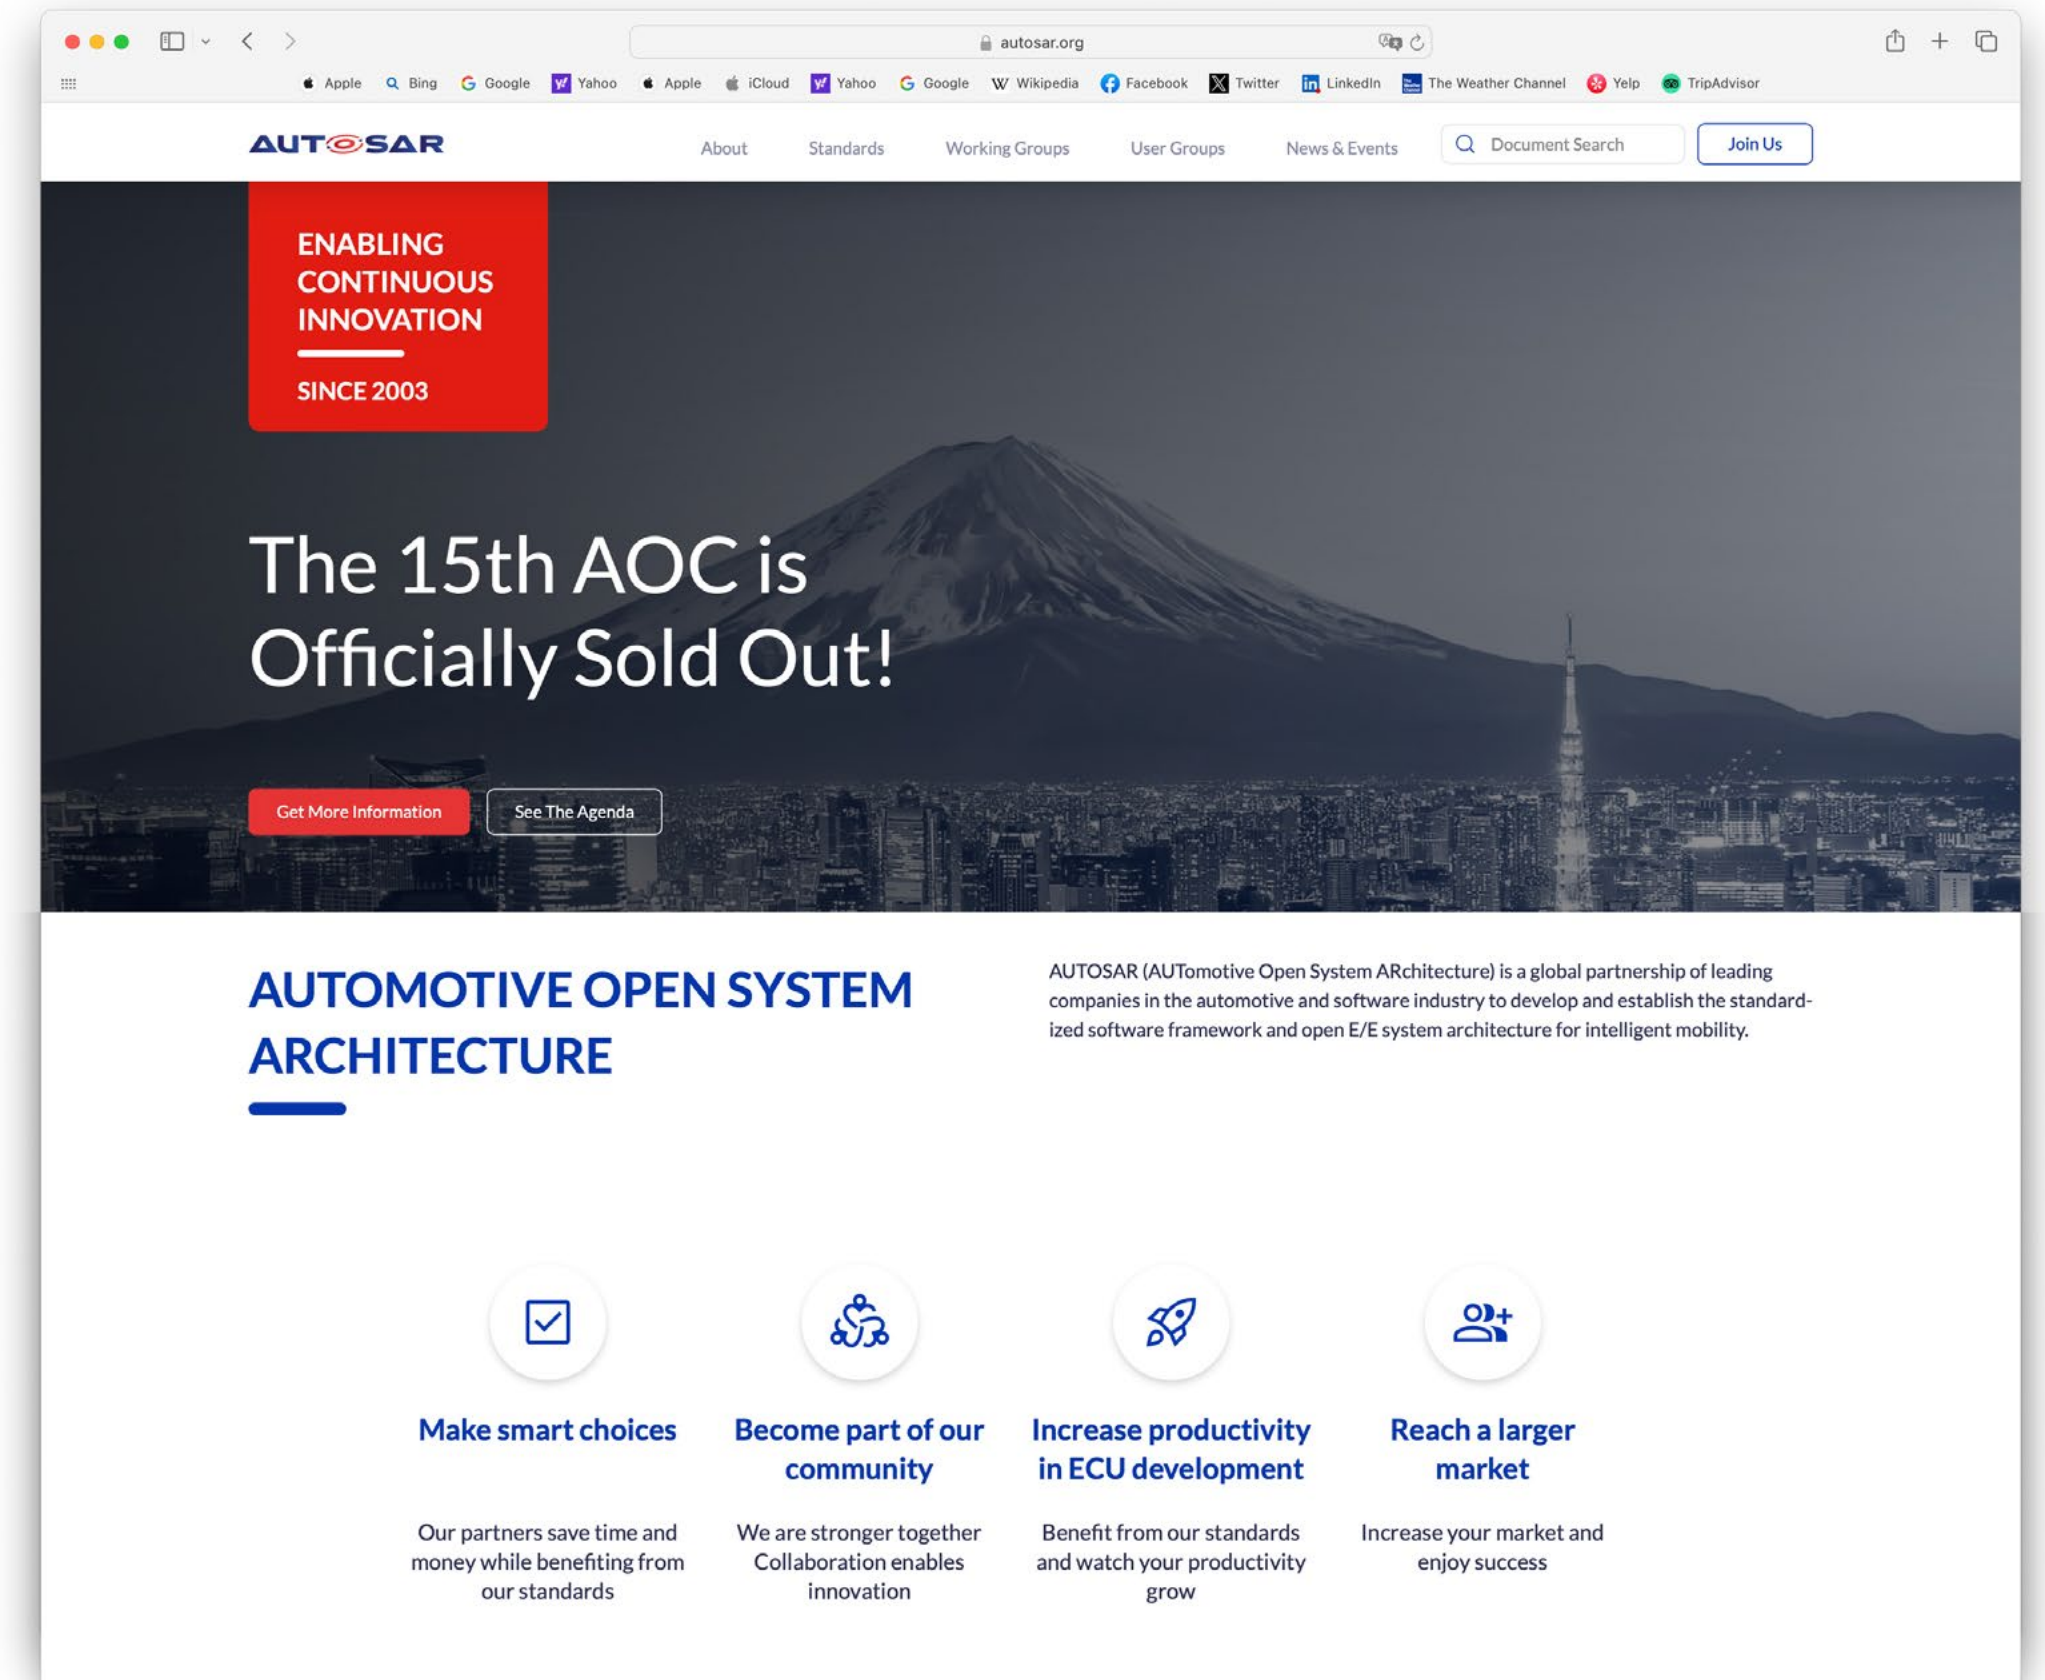 autosar.org
Apple Bing Google Yahoo Apple iCloud Yahoo Google Wikipedia Facebook Twitter LinkedIn The Weather Channel Yelp TripAdvisor
AUTOSAR About Standards Working Groups User Groups News & Events Document Search Join Us
ENABLING
CONTINUOUS
INNOVATION
SINCE 2003
The 15th AOC is
Officially Sold Out!
Get More Information See The Agenda
AUTOMOTIVE OPEN SYSTEM
ARCHITECTURE
AUTOSAR (AUTomotive Open System ARchitecture) is a global partnership of leading
companies in the automotive and software industry to develop and establish the standard-
ized software framework and open E/E system architecture for intelligent mobility.
Make smart choices
Our partners save time and
money while benefiting from
our standards
Become part of our
community
We are stronger together
Collaboration enables
innovation
Increase productivity
in ECU development
Benefit from our standards
and watch your productivity
grow
Reach a larger
market
Increase your market and
enjoy success